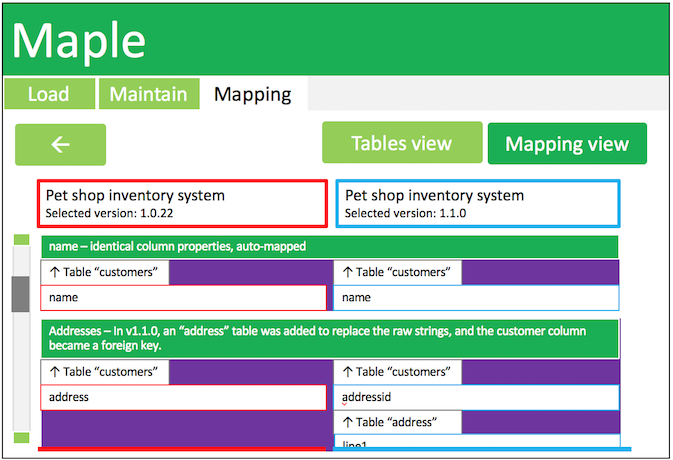 Maple
Load Maintain Mapping
← Tables view Mapping view
Pet shop inventory system Pet shop inventory system
Selected version: 1.0.22 Selected version: 1.1.0
name – identical column properties, auto-mapped
↑ Table “customers” ↑ Table “customers”
name name
Addresses – In v1.1.0, an “address” table was added to replace the raw strings, and the customer column
became a foreign key.
↑ Table “customers” ↑ Table “customers”
address addressid
↑ Table “address”
line1